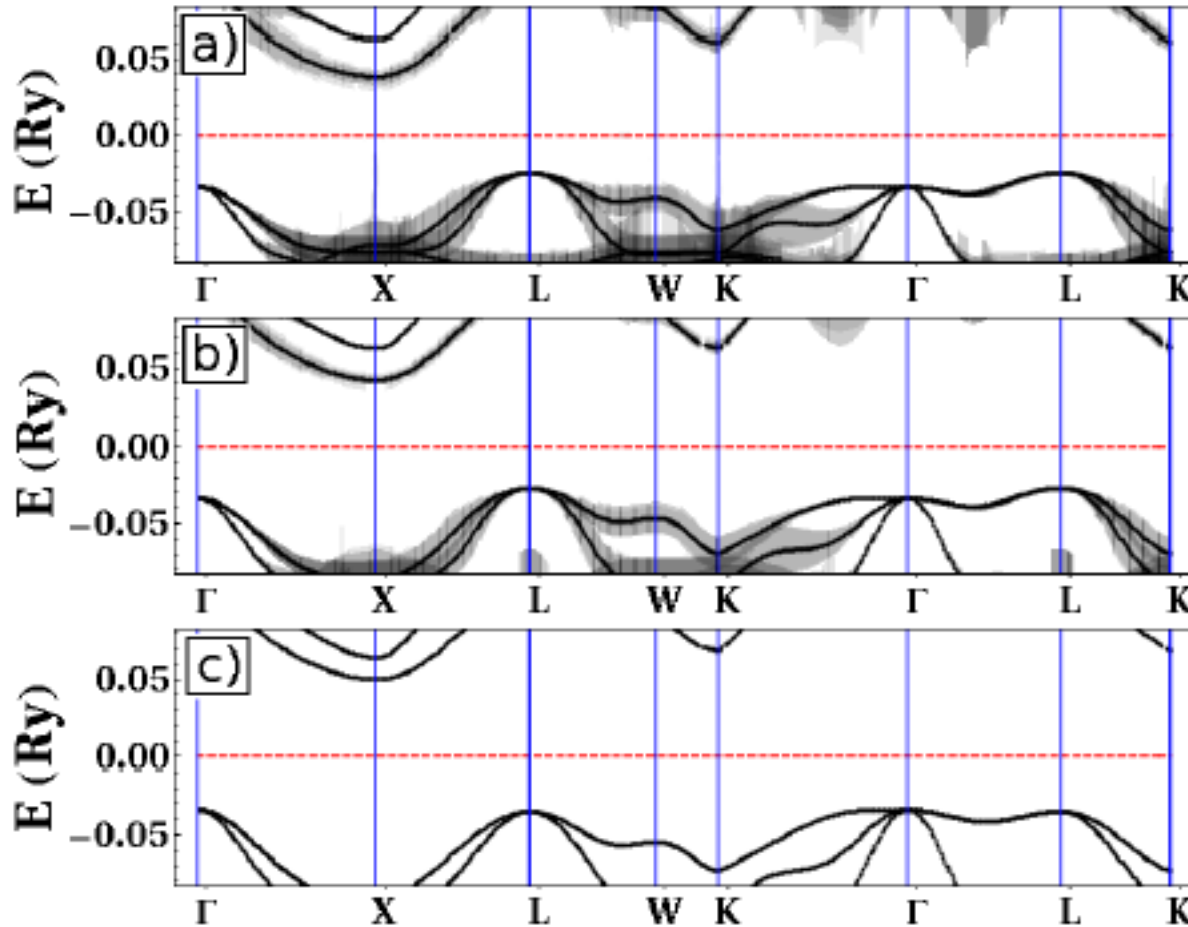 a)
E (Ry)
0.05
0.00
−0.05
Γ X L W K Γ L K
b)
E (Ry)
0.05
0.00
−0.05
Γ X L W K Γ L K
c)
E (Ry)
0.05
0.00
−0.05
Γ X L W K Γ L K